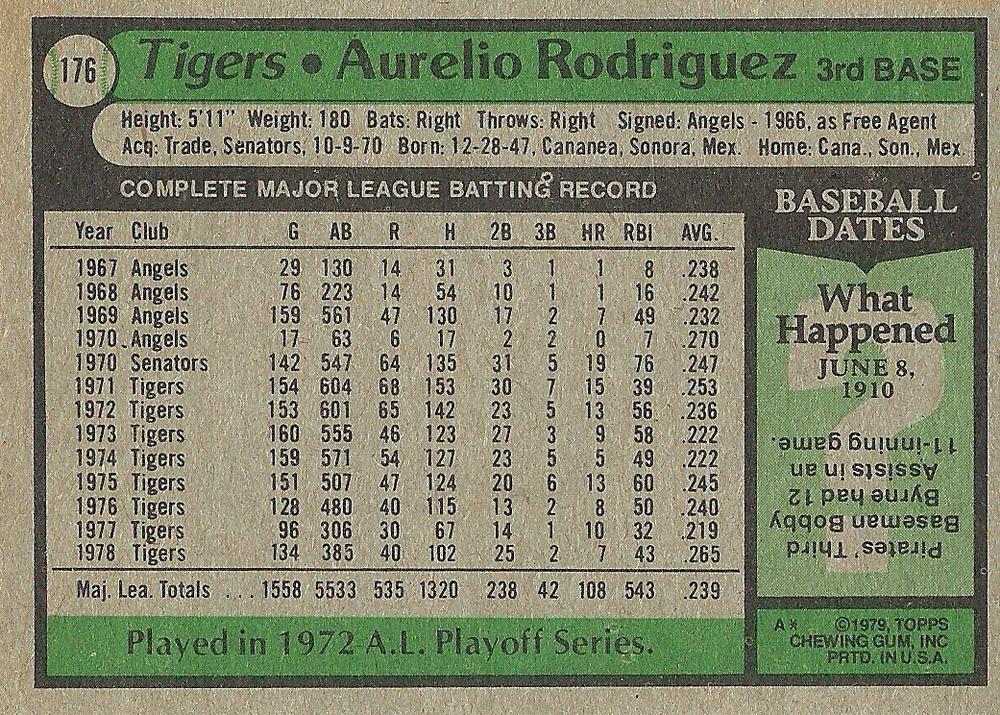 176 Tigers • Aurelio Rodriguez 3rd BASE
Height: 5'11" Weight: 180 Bats: Right Throws: Right Signed: Angels - 1966, as Free Agent
Acq: Trade, Senators, 10-9-70 Born: 12-28-47, Cananea, Sonora, Mex. Home: Cana., Son., Mex.
COMPLETE MAJOR LEAGUE BATTING RECORD
Year Club G AB R H 2B 3B HR RBI AVG.
1967 Angels 29 130 14 31 3 1 1 8 .238
1968 Angels 76 223 14 54 10 1 1 16 .242
1969 Angels 159 561 47 130 17 2 7 49 .232
1970 Angels 17 63 6 17 2 2 0 7 .270
1970 Senators 142 547 64 135 31 5 19 76 .247
1971 Tigers 154 604 68 153 30 7 15 39 .253
1972 Tigers 153 601 65 142 23 5 13 56 .236
1973 Tigers 160 555 46 123 27 3 9 58 .222
1974 Tigers 159 571 54 127 23 5 5 49 .222
1975 Tigers 151 507 47 124 20 6 13 60 .245
1976 Tigers 128 480 40 115 13 2 8 50 .240
1977 Tigers 96 306 30 67 14 1 10 32 .219
1978 Tigers 134 385 40 102 25 2 7 43 .265
Maj. Lea. Totals ... 1558 5533 535 1320 238 42 108 543 .239
Played in 1972 A.L. Playoff Series.
BASEBALL
DATES
What
Happened
JUNE 8,
1910
Pirates' Third
Baseman Bobby
Byrne had 12
Assists in an
11-inning game.
A* ©1979, TOPPS
CHEWING GUM, INC
PRTD. IN U.S.A.